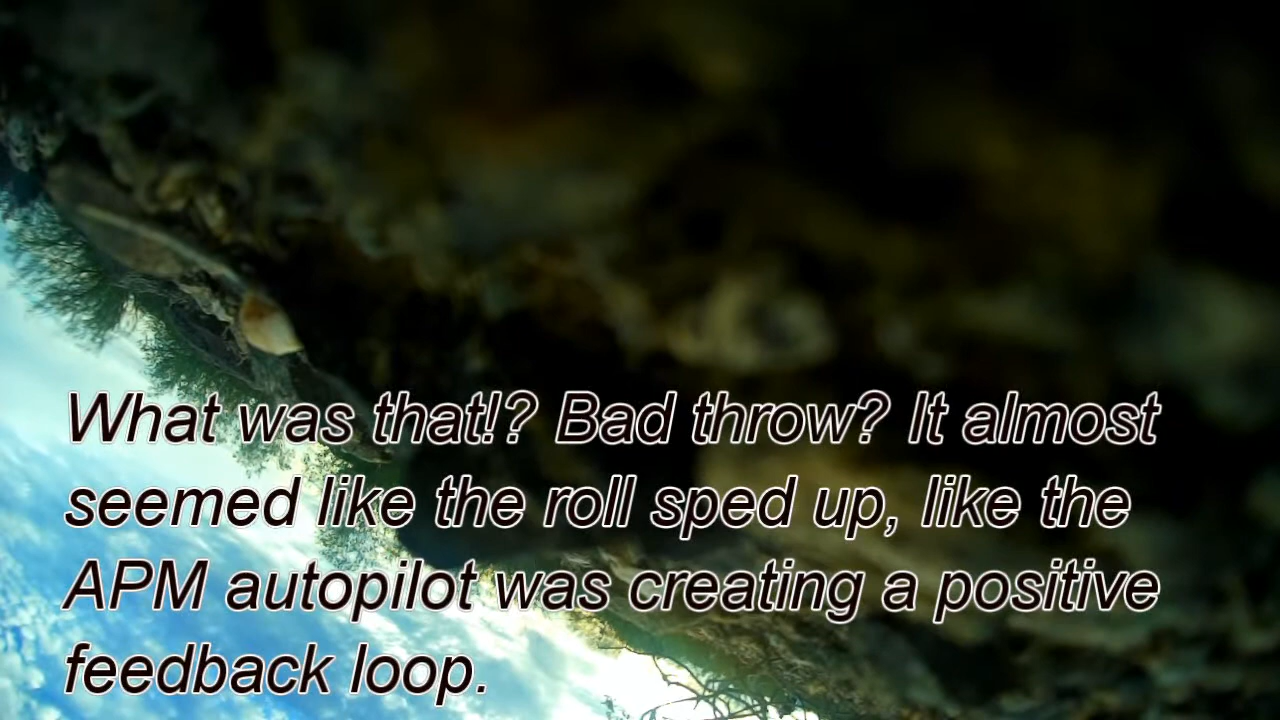 What was that!? Bad throw? It almost
seemed like the roll sped up, like the
APM autopilot was creating a positive
feedback loop.